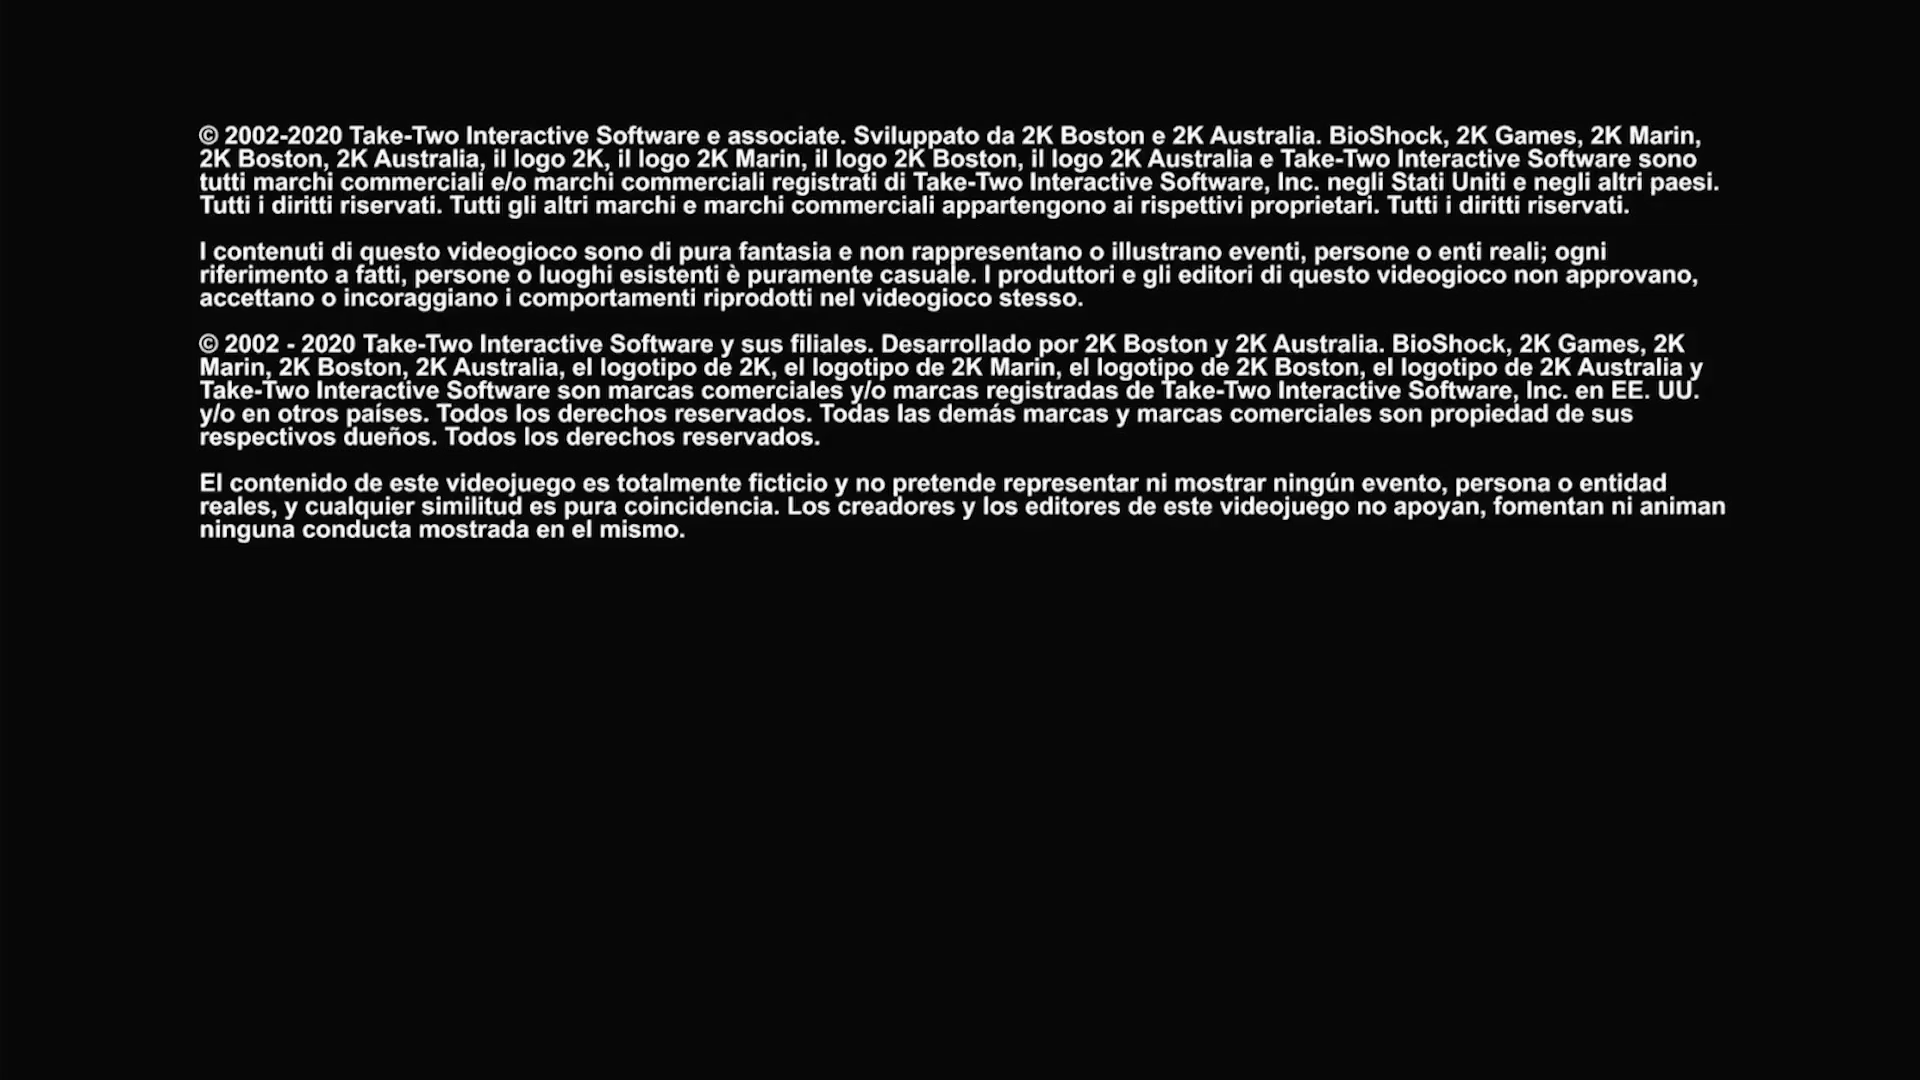 © 2002-2020 Take-Two Interactive Software e associate. Sviluppato da 2K Boston e 2K Australia. BioShock, 2K Games, 2K Marin,
2K Boston, 2K Australia, il logo 2K, il logo 2K Marin, il logo 2K Boston, il logo 2K Australia e Take-Two Interactive Software sono
tutti marchi commerciali e/o marchi commerciali registrati di Take-Two Interactive Software, Inc. negli Stati Uniti e negli altri paesi.
Tutti i diritti riservati. Tutti gli altri marchi e marchi commerciali appartengono ai rispettivi proprietari. Tutti i diritti riservati.
I contenuti di questo videogioco sono di pura fantasia e non rappresentano o illustrano eventi, persone o enti reali; ogni
riferimento a fatti, persone o luoghi esistenti è puramente casuale. I produttori e gli editori di questo videogioco non approvano,
accettano o incoraggiano i comportamenti riprodotti nel videogioco stesso.
© 2002 - 2020 Take-Two Interactive Software y sus filiales. Desarrollado por 2K Boston y 2K Australia. BioShock, 2K Games, 2K
Marin, 2K Boston, 2K Australia, el logotipo de 2K, el logotipo de 2K Marin, el logotipo de 2K Boston, el logotipo de 2K Australia y
Take-Two Interactive Software son marcas comerciales y/o marcas registradas de Take-Two Interactive Software, Inc. en EE. UU.
y/o en otros países. Todos los derechos reservados. Todas las demás marcas y marcas comerciales son propiedad de sus
respectivos dueños. Todos los derechos reservados.
El contenido de este videojuego es totalmente ficticio y no pretende representar ni mostrar ningún evento, persona o entidad
reales, y cualquier similitud es pura coincidencia. Los creadores y los editores de este videojuego no apoyan, fomentan ni animan
ninguna conducta mostrada en el mismo.